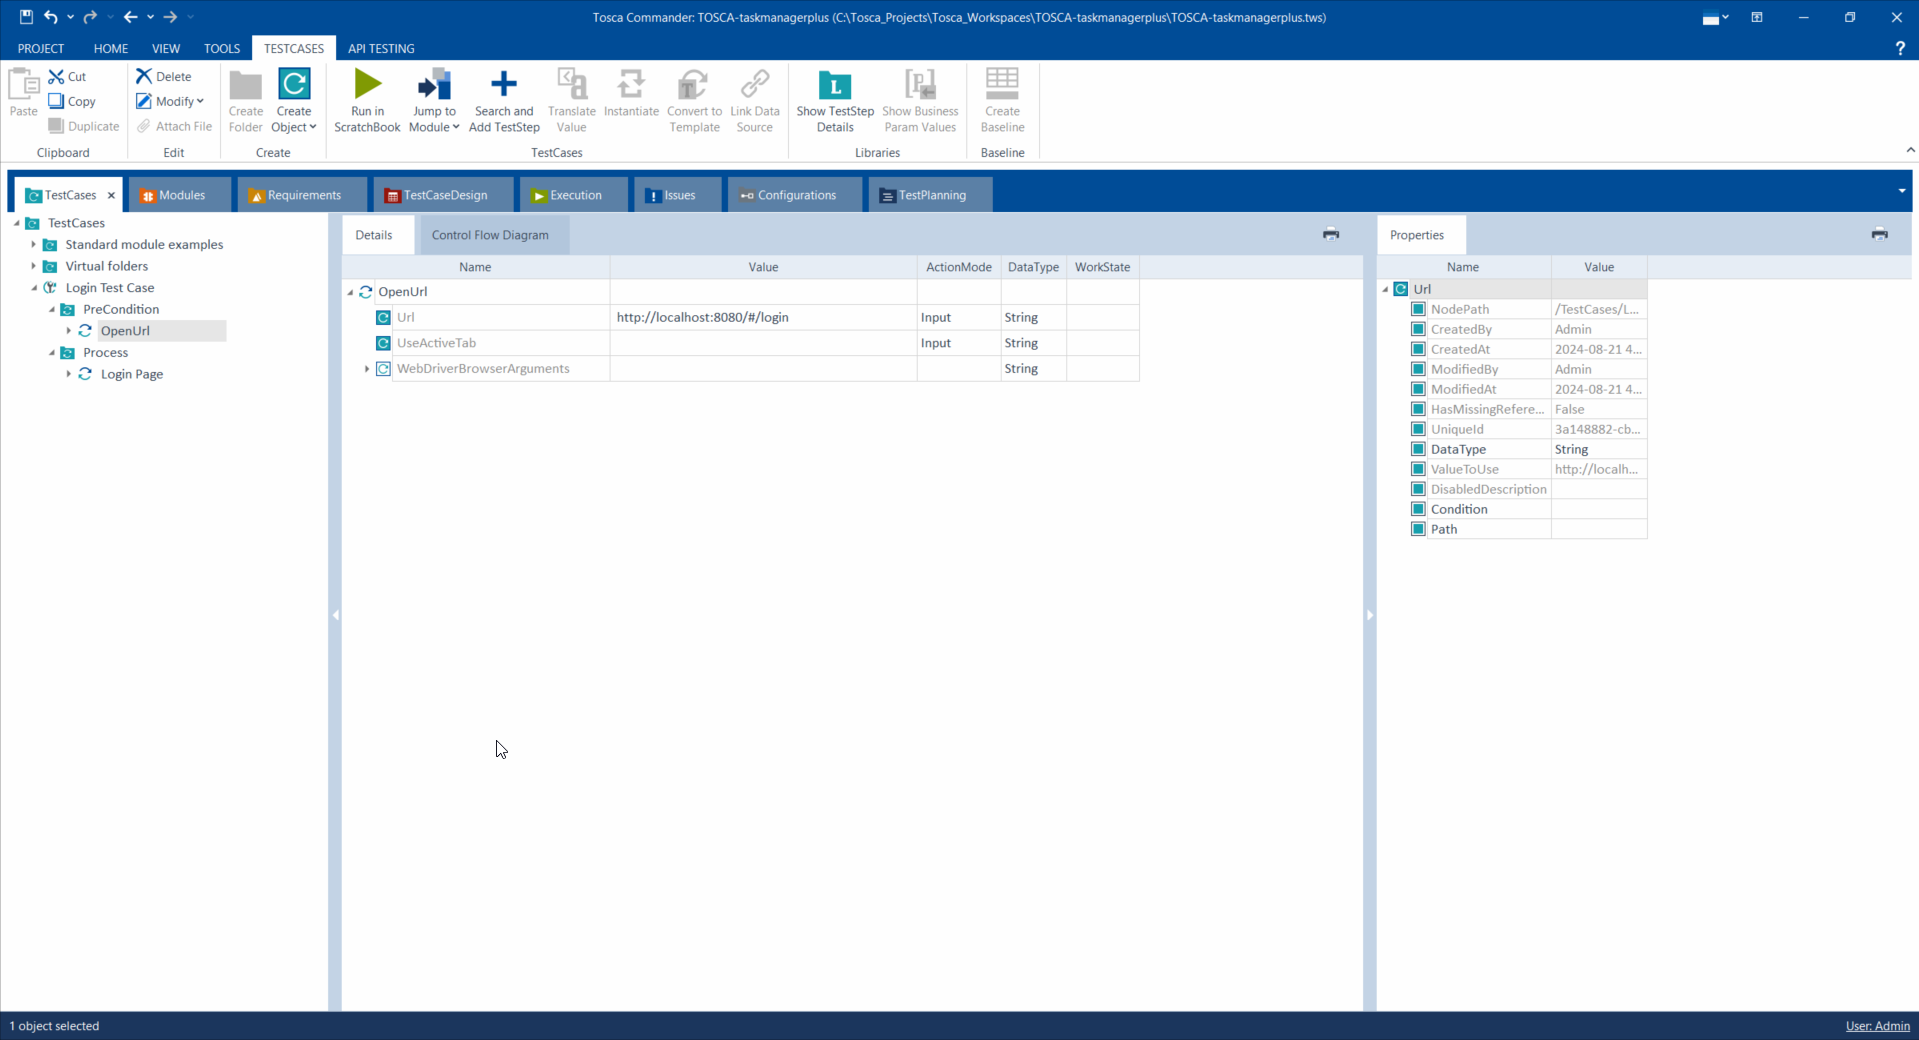 Tosca Commander: TOSCA-taskmanagerplus (C:\Tosca_Projects\Tosca_Workspaces\TOSCA-taskmanagerplus\TOSCA-taskmanagerplus.tws)
PROJECT HOME VIEW TOOLS TESTCASES API TESTING ?
Paste
Cut
Copy
Duplicate
Clipboard
Delete
Modify
Attach File
Edit
Create Folder
Create Object
Create
Run in ScratchBook
Jump to Module
Search and Add TestStep
Translate Value
Instantiate
Convert to Template
Link Data Source
TestCases
Show TestStep Details
Show Business Param Values
Libraries
Create Baseline
Baseline
TestCases Modules Requirements TestCaseDesign Execution Issues Configurations TestPlanning
TestCases
Standard module examples
Virtual folders
Login Test Case
PreCondition
OpenUrl
Process
Login Page
Details Control Flow Diagram
Name Value ActionMode DataType WorkState
OpenUrl
Url http://localhost:8080/#/login Input String
UseActiveTab Input String
WebDriverBrowserArguments String
Properties
Name Value
Url
NodePath /TestCases/L...
CreatedBy Admin
CreatedAt 2024-08-21 4...
ModifiedBy Admin
ModifiedAt 2024-08-21 4...
HasMissingRefere... False
UniqueId 3a148882-cb...
DataType String
ValueToUse http://localh...
DisabledDescription
Condition
Path
1 object selected
User: Admin